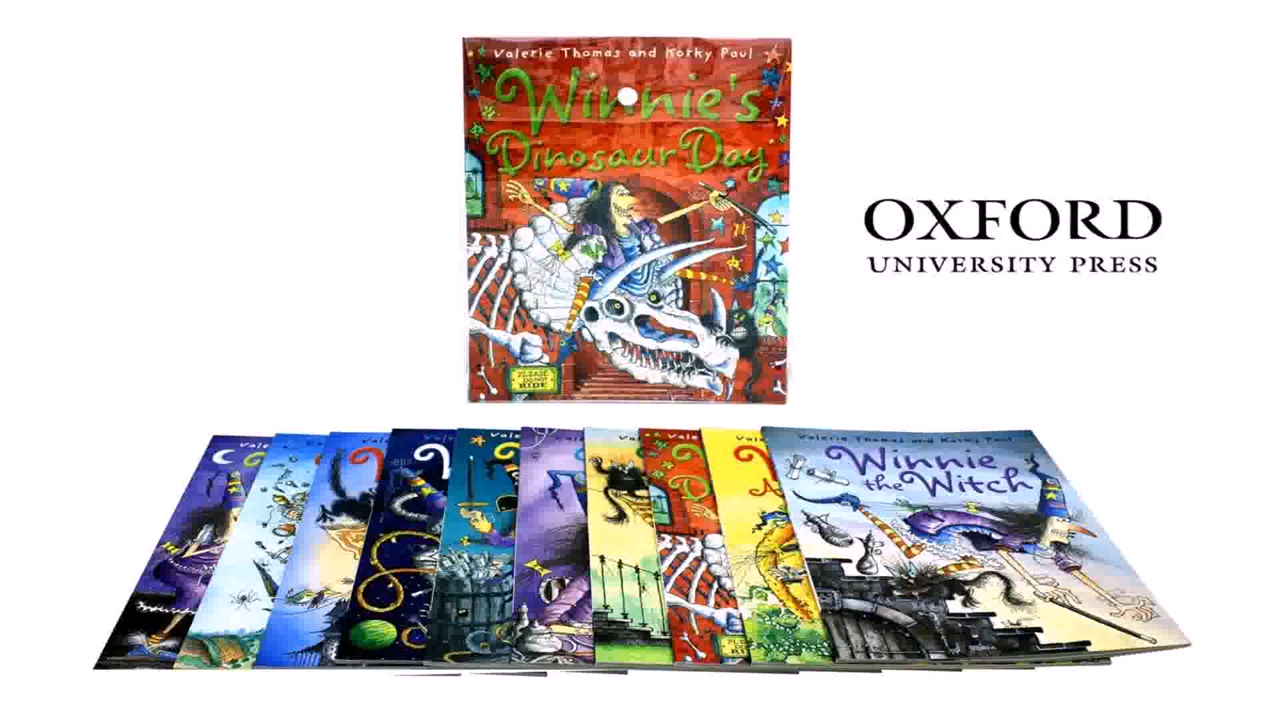 Valerie Thomas and Korky Paul
Winnie's
Dinosaur Day
PLEASE
DO NOT
RIDE
OXFORD
UNIVERSITY PRESS
Valerie Thomas and Korky Paul
Winnie
the Witch